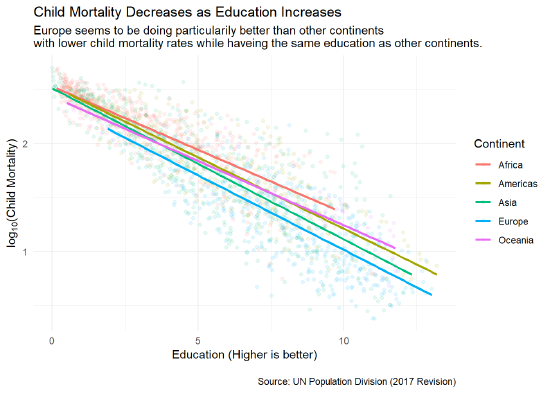 Child Mortality Decreases as Education Increases
Europe seems to be doing particularily better than other continents
with lower child mortality rates while haveing the same education as other continents.
log₁₀(Child Mortality)
2
1
0
5
10
Education (Higher is better)
Continent
Africa
Americas
Asia
Europe
Oceania
Source: UN Population Division (2017 Revision)